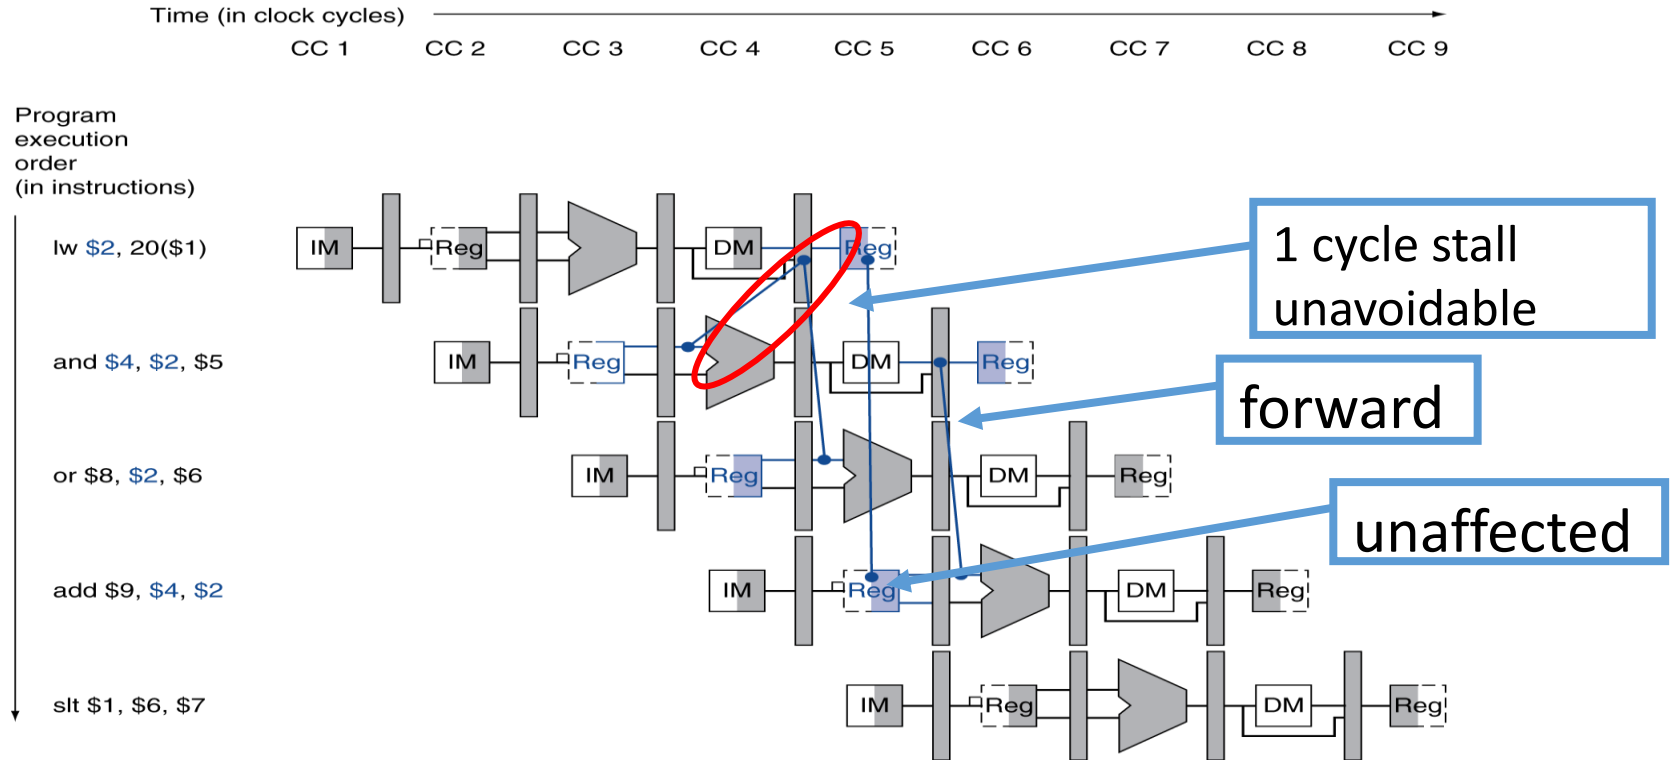 Time (in clock cycles)
CC 1 CC 2 CC 3 CC 4 CC 5 CC 6 CC 7 CC 8 CC 9
Program
execution
order
(in instructions)
lw $2, 20($1)
IM Reg DM Reg
1 cycle stall
unavoidable
and $4, $2, $5
IM Reg DM Reg
forward
or $8, $2, $6
IM Reg DM Reg
unaffected
add $9, $4, $2
IM Reg DM Reg
slt $1, $6, $7
IM Reg DM Reg